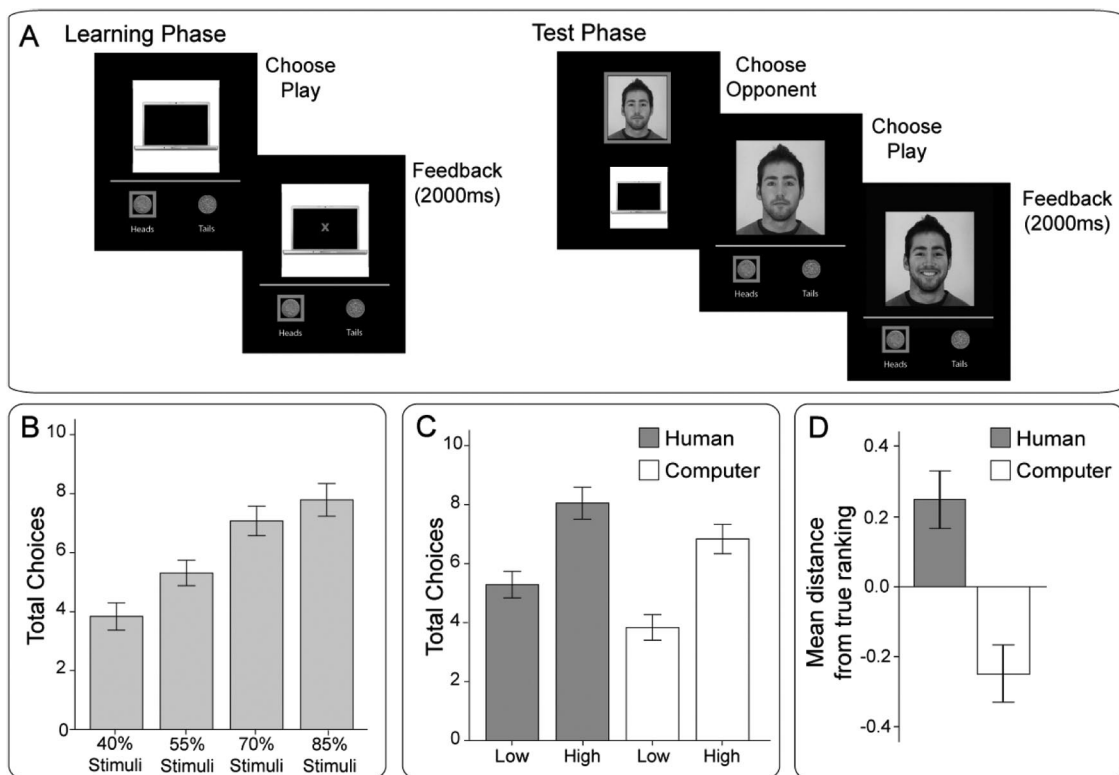 A
Learning Phase
Choose
Play
Feedback
(2000ms)
X
Heads
Tails
Heads
Tails
Test Phase
Choose
Opponent
Choose
Play
Feedback
(2000ms)
Heads
Tails
Heads
Tails
B
Total Choices
10
8
6
4
2
0
40%
Stimuli
55%
Stimuli
70%
Stimuli
85%
Stimuli
C
Human
Computer
Total Choices
10
8
6
4
2
0
Low
High
Low
High
D
Human
Computer
Mean distance
from true ranking
0.4
0.2
0.0
-0.2
-0.4